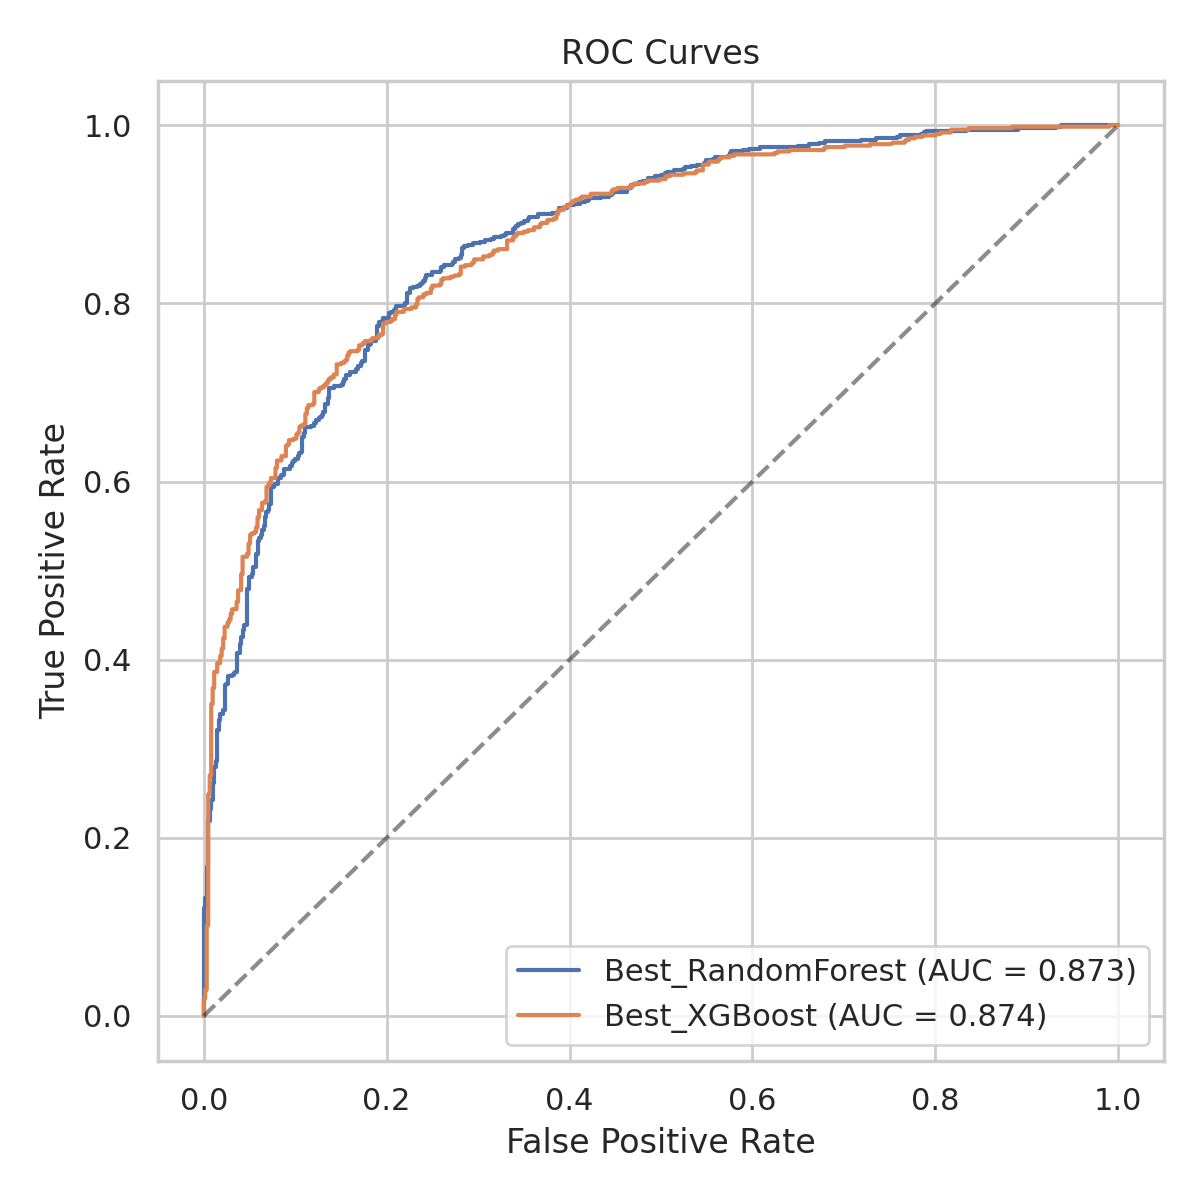 ROC Curves
True Positive Rate
1.0
0.8
0.6
0.4
0.2
0.0
Best_RandomForest (AUC = 0.873)
Best_XGBoost (AUC = 0.874)
0.0 0.2 0.4 0.6 0.8 1.0
False Positive Rate